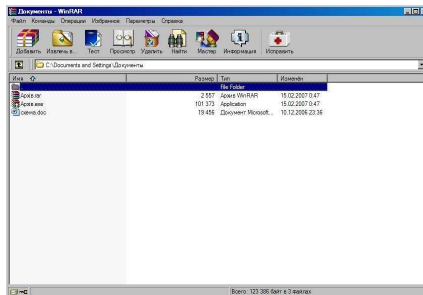 Документы - WinRAR
Файл Команды Операции Избранное Параметры Справка
Добавить Извлечь в... Тест Просмотр Удалить Найти Мастер Информация Исправить
C:\Documents and Settings\Документы
Имя Размер Тип Изменён
File Folder
Архив.rar 2 557 Архив WinRAR 15.02.2007 0:47
Архив.exe 101 373 Application 15.02.2007 0:47
схема.doc 19 456 Документ Microsoft... 10.12.2006 23:36
Всего: 123 386 байт в 3 файлах